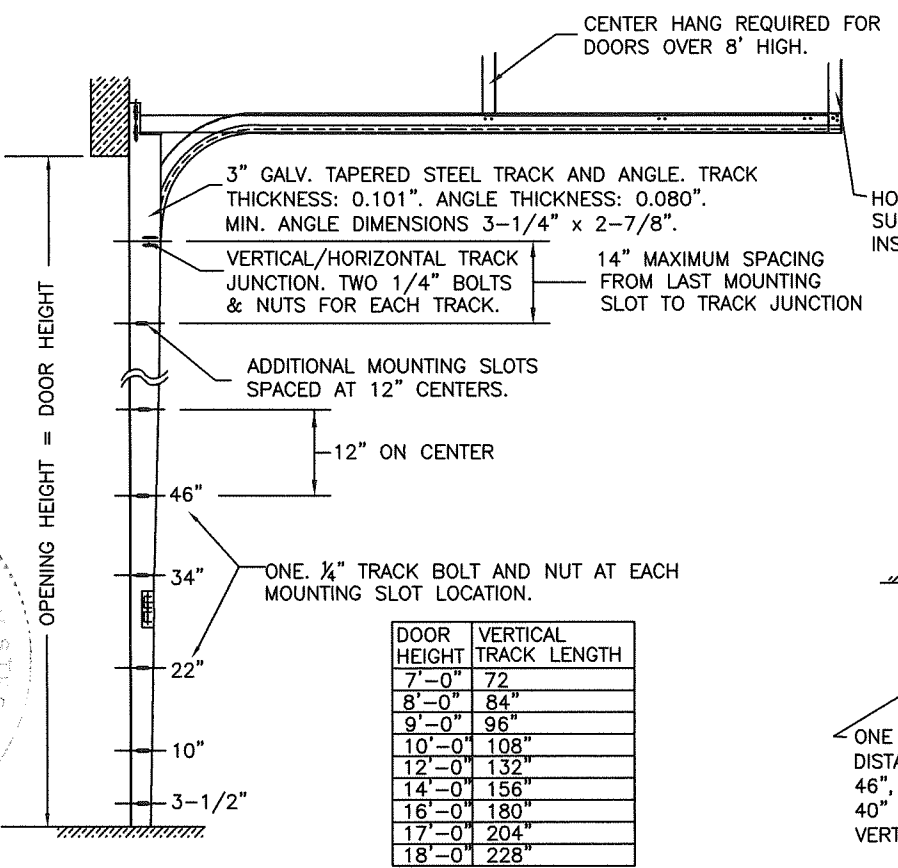 CENTER HANG REQUIRED FOR
DOORS OVER 8' HIGH.
3" GALV. TAPERED STEEL TRACK AND ANGLE. TRACK
THICKNESS: 0.101". ANGLE THICKNESS: 0.080".
MIN. ANGLE DIMENSIONS 3-1/4" x 2-7/8".
HO
SU
INS
VERTICAL/HORIZONTAL TRACK
JUNCTION. TWO 1/4" BOLTS
& NUTS FOR EACH TRACK.
14" MAXIMUM SPACING
FROM LAST MOUNTING
SLOT TO TRACK JUNCTION
OPENING HEIGHT = DOOR HEIGHT
ADDITIONAL MOUNTING SLOTS
SPACED AT 12" CENTERS.
12" ON CENTER
46"
34"
ONE. ¼" TRACK BOLT AND NUT AT EACH
MOUNTING SLOT LOCATION.
22"
10"
3-1/2"
DOOR HEIGHT VERTICAL TRACK LENGTH
7'-0" 72
8'-0" 84"
9'-0" 96"
10'-0" 108"
12'-0" 132"
14'-0" 156"
16'-0" 180"
17'-0" 204"
18'-0" 228"
ONE
DISTA
46",
40"
VERT